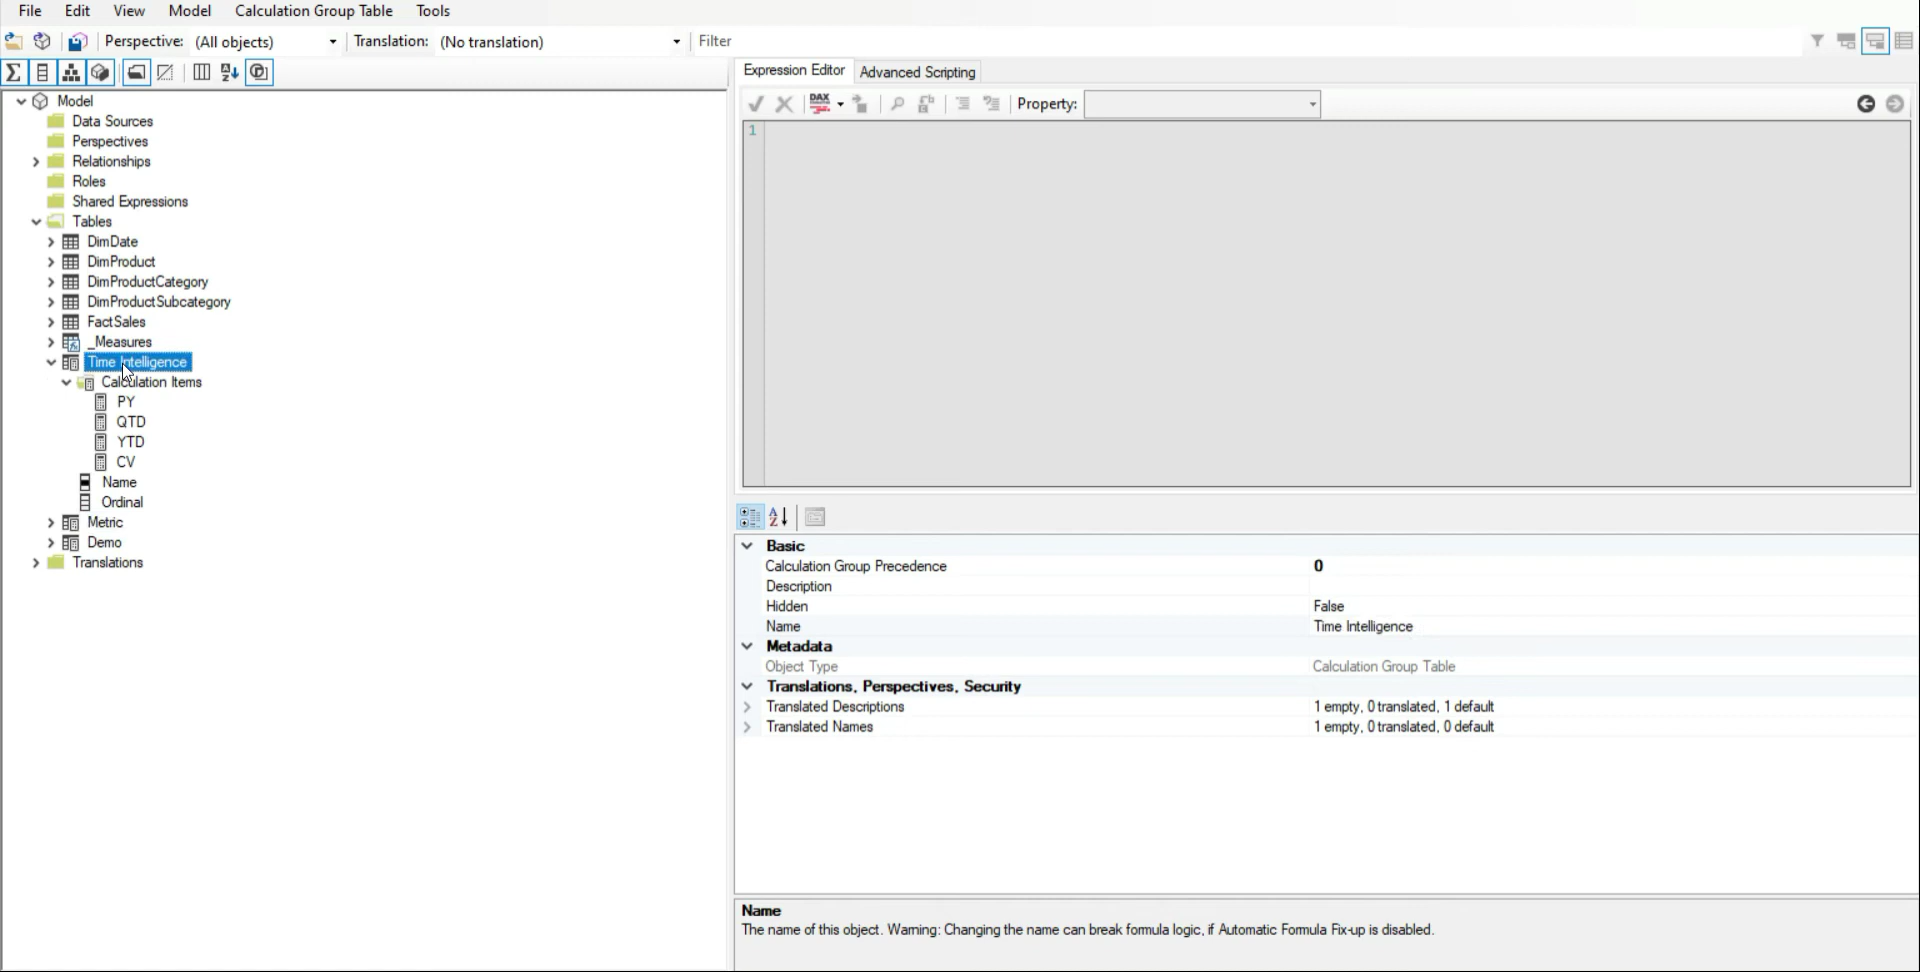 File Edit View Model Calculation Group Table Tools
Perspective: (All objects) Translation: (No translation) Filter
Expression Editor Advanced Scripting
DAX Property:
1
Model
Data Sources
Perspectives
Relationships
Roles
Shared Expressions
Tables
DimDate
DimProduct
DimProductCategory
DimProductSubcategory
FactSales
_Measures
Time Intelligence
Calculation Items
PY
QTD
YTD
CV
Name
Ordinal
Metric
Demo
Translations
Basic
Calculation Group Precedence 0
Description
Hidden False
Name Time Intelligence
Metadata
Object Type Calculation Group Table
Translations, Perspectives, Security
Translated Descriptions 1 empty, 0 translated, 1 default
Translated Names 1 empty, 0 translated, 0 default
Name
The name of this object. Warning: Changing the name can break formula logic, if Automatic Formula Fix-up is disabled.